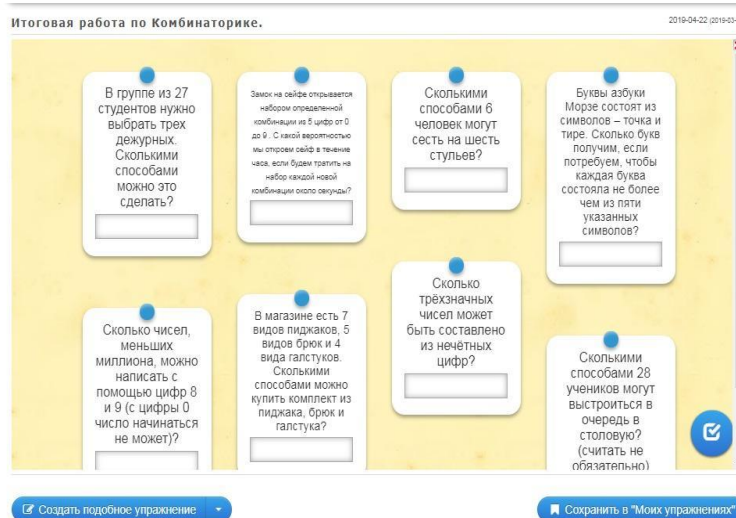 Итоговая работа по Комбинаторике.
2019-04-22 (2019-03-
В группе из 27
студентов нужно
выбрать трех
дежурных.
Сколькими
способами
можно это
сделать?
Замок на сейфе открывается
набором определенной
комбинации из 5 цифр от 0
до 9 . С какой вероятностью
мы откроем сейф в течение
часа, если будем тратить на
набор каждой новой
комбинации около секунды?
Сколькими
способами 6
человек могут
сесть на шесть
стульев?
Буквы азбуки
Морзе состоят из
символов – точка и
тире. Сколько букв
получим, если
потребуем, чтобы
каждая буква
состояла не более
чем из пяти
указанных
символов?
Сколько чисел,
меньших
миллиона, можно
написать с
помощью цифр 8
и 9 (с цифры 0
число начинаться
не может)?
В магазине есть 7
видов пиджаков, 5
видов брюк и 4
вида галстуков.
Сколькими
способами можно
купить комплект из
пиджака, брюк и
галстука?
Сколько
трёхзначных
чисел может
быть составлено
из нечётных
цифр?
Сколькими
способами 28
учеников могут
выстроиться в
очередь в
столовую?
(считать не
обязательно)
Создать подобное упражнение
Сохранить в "Моих упражнениях"